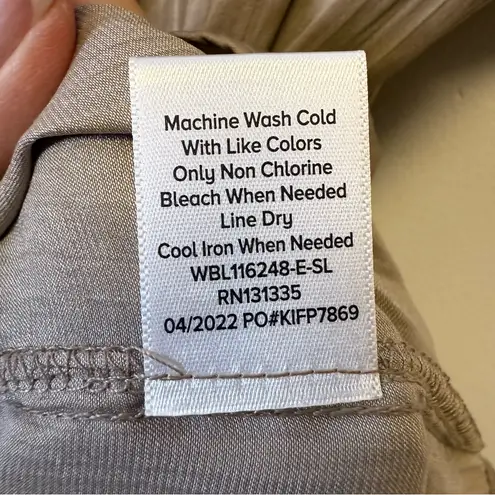 Machine Wash Cold
With Like Colors
Only Non Chlorine
Bleach When Needed
Line Dry
Cool Iron When Needed
WBL116248-E-SL
RN131335
04/2022 PO#KIFP7869